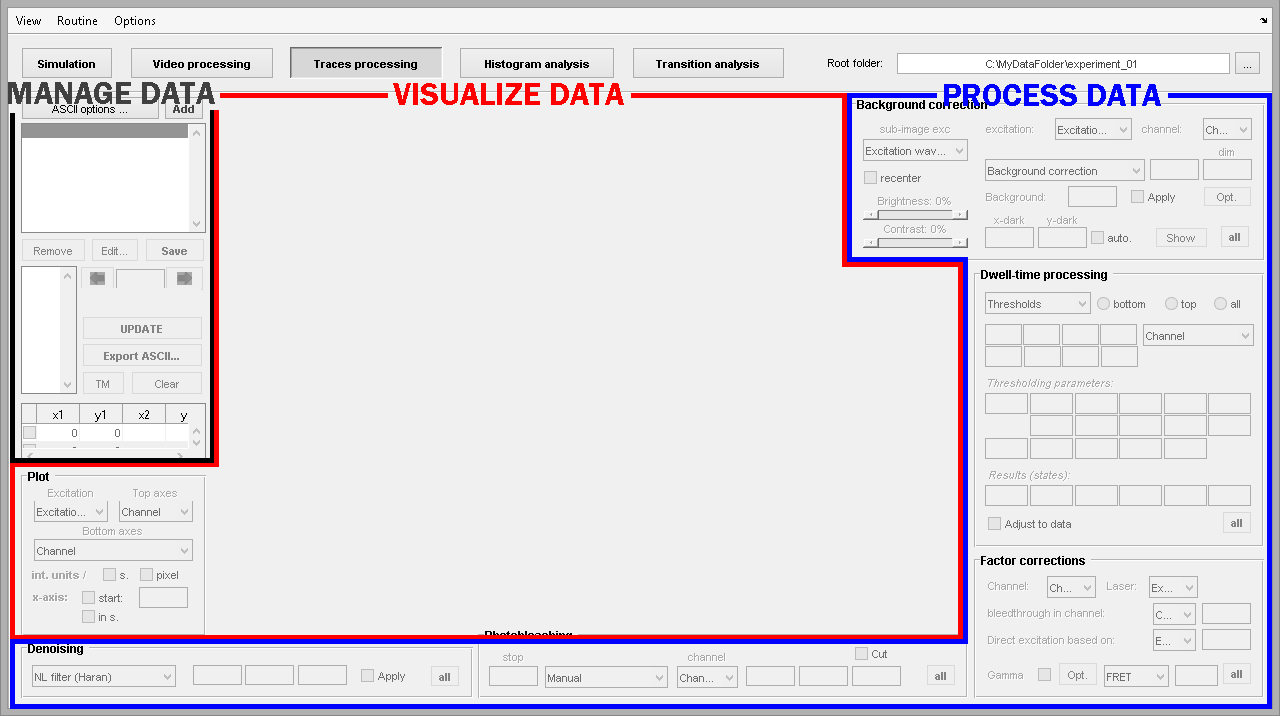 View Routine Options
Simulation Video processing Traces processing Histogram analysis Transition analysis Root folder: C:\MyDataFolder\experiment_01 ...
MANAGE DATA VISUALIZE DATA PROCESS DATA
ASCII options ... Add
Remove Edit... Save
UPDATE
Export ASCII...
TM Clear
x1 y1 x2 y
0 0
Plot
Excitation Top axes
Excitatio... Channel
Bottom axes
Channel
int. units / s. pixel
x-axis: start:
in s.
Background correction
sub-image exc excitation: Excitatio... channel: Ch...
Excitation wav... dim
recenter Background correction
Brightness: 0% Background: Apply Opt.
x-dark y-dark
Contrast: 0% auto. Show all
Dwell-time processing
Thresholds bottom top all
Channel
Thresholding parameters:
Results (states):
Adjust to data all
Factor corrections
Channel: Ch... Laser: Ex...
bleedthrough in channel: C...
Direct excitation based on: E...
Gamma Opt. FRET all
Denoising
NL filter (Haran) Apply all
Photobleaching
stop channel Cut
Manual Chan... all